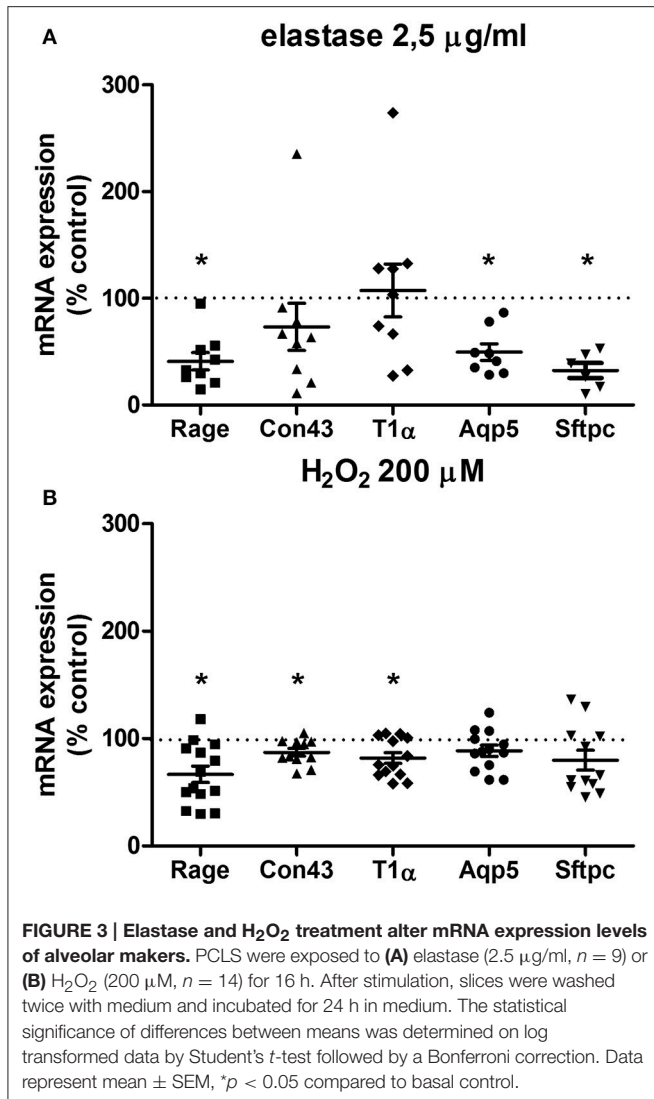 A
elastase 2,5 μg/ml
mRNA expression
(% control)
300
200
100
0
*
*
*
Rage Con43 T1α Aqp5 Sftpc
B
H₂O₂ 200 μM
mRNA expression
(% control)
300
200
100
0
*
*
*
Rage Con43 T1α Aqp5 Sftpc
FIGURE 3 | Elastase and H₂O₂ treatment alter mRNA expression levels
of alveolar makers. PCLS were exposed to (A) elastase (2.5 μg/ml, n = 9) or
(B) H₂O₂ (200 μM, n = 14) for 16 h. After stimulation, slices were washed
twice with medium and incubated for 24 h in medium. The statistical
significance of differences between means was determined on log
transformed data by Student's t-test followed by a Bonferroni correction. Data
represent mean ± SEM, *p < 0.05 compared to basal control.